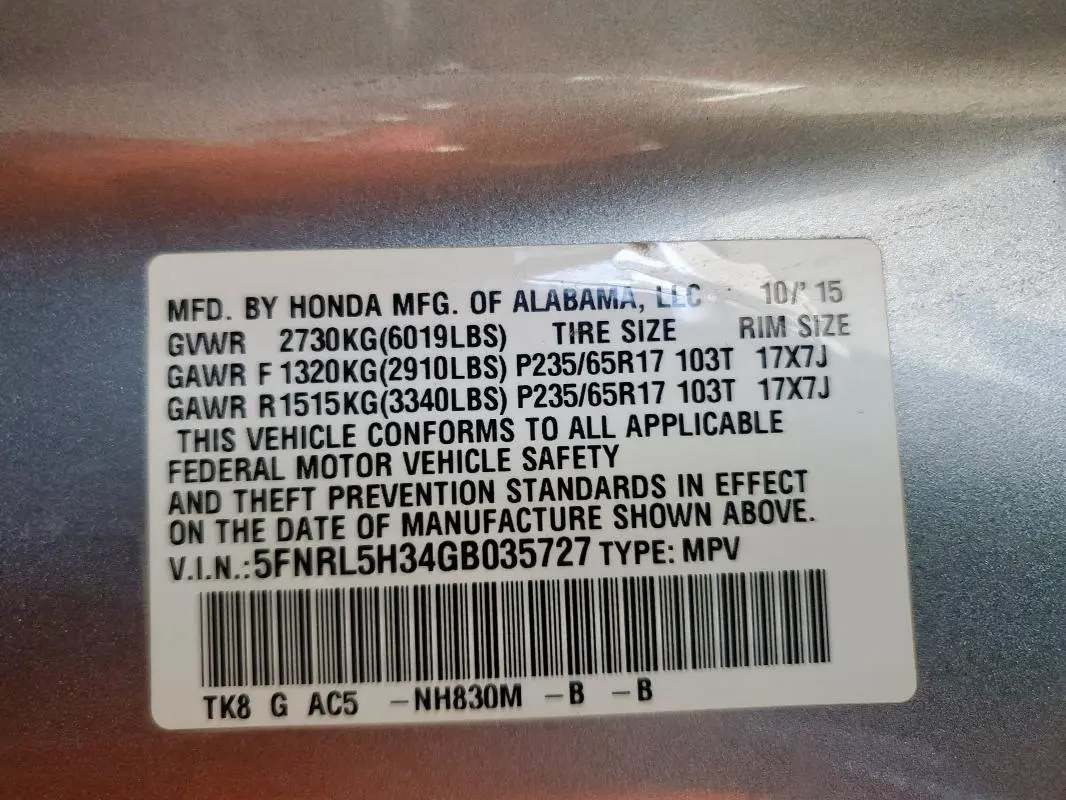 MFD. BY HONDA MFG. OF ALABAMA, LLC 10/' 15
GVWR 2730KG(6019LBS) TIRE SIZE RIM SIZE
GAWR F 1320KG(2910LBS) P235/65R17 103T 17X7J
GAWR R1515KG(3340LBS) P235/65R17 103T 17X7J
THIS VEHICLE CONFORMS TO ALL APPLICABLE
FEDERAL MOTOR VEHICLE SAFETY
AND THEFT PREVENTION STANDARDS IN EFFECT
ON THE DATE OF MANUFACTURE SHOWN ABOVE.
V.I.N.:5FNRL5H34GB035727 TYPE: MPV
TK8 G AC5 -NH830M -B -B